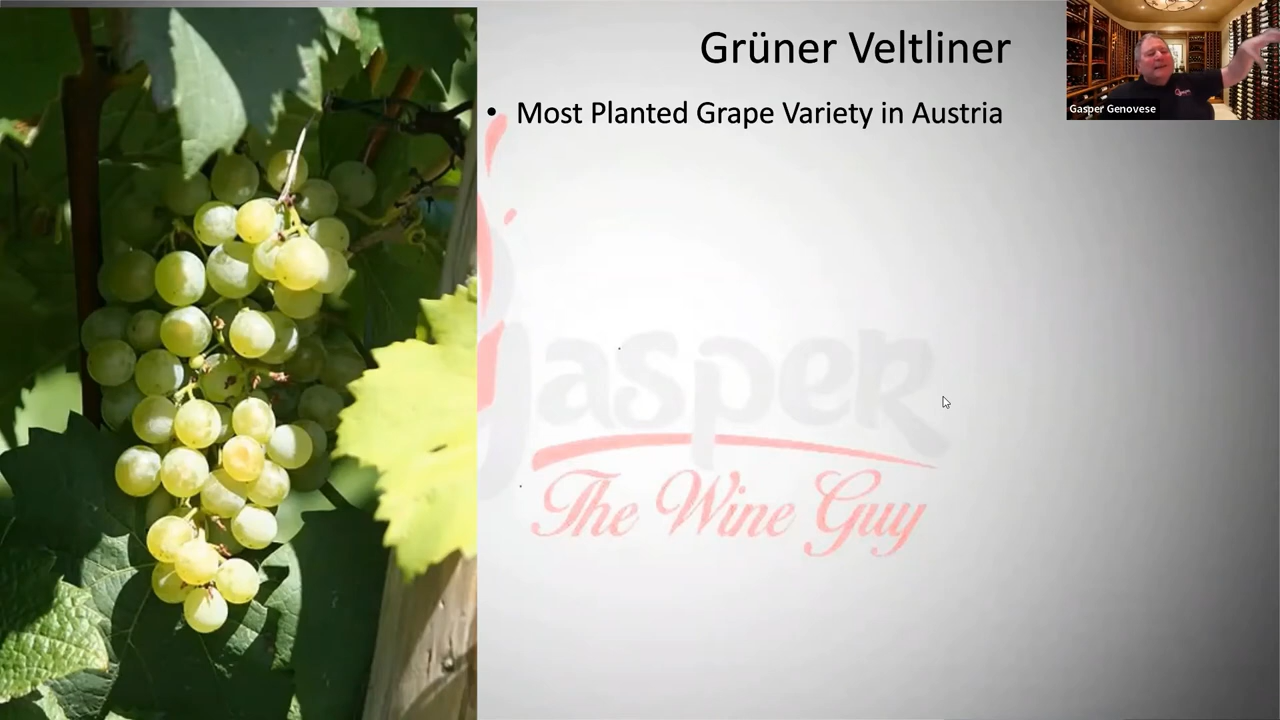 Grüner Veltliner
• Most Planted Grape Variety in Austria
Gasper Genovese
Gasper
The Wine Guy